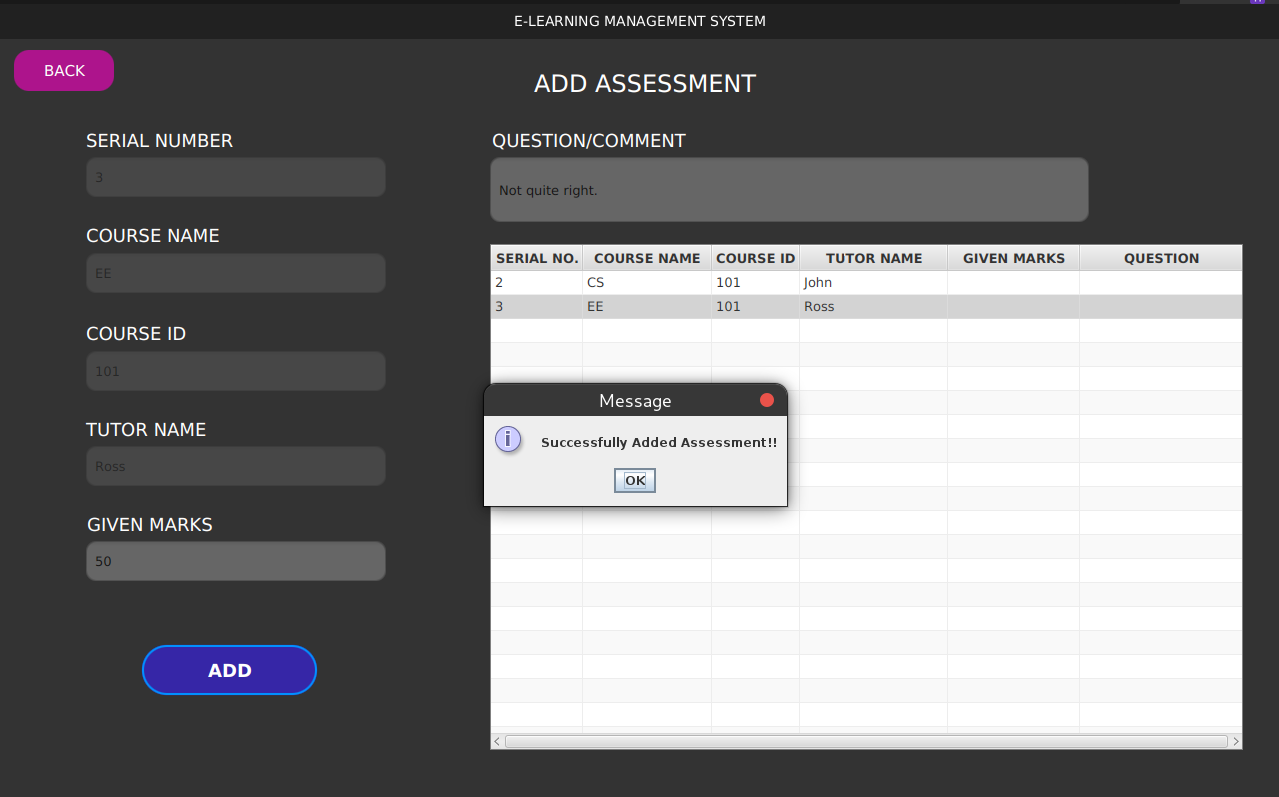 E-LEARNING MANAGEMENT SYSTEM
BACK
ADD ASSESSMENT
SERIAL NUMBER
3
COURSE NAME
EE
COURSE ID
101
TUTOR NAME
Ross
GIVEN MARKS
50
ADD
QUESTION/COMMENT
Not quite right.
SERIAL NO. COURSE NAME COURSE ID TUTOR NAME GIVEN MARKS QUESTION
2 CS 101 John
3 EE 101 Ross
Message
Successfully Added Assessment!!
OK